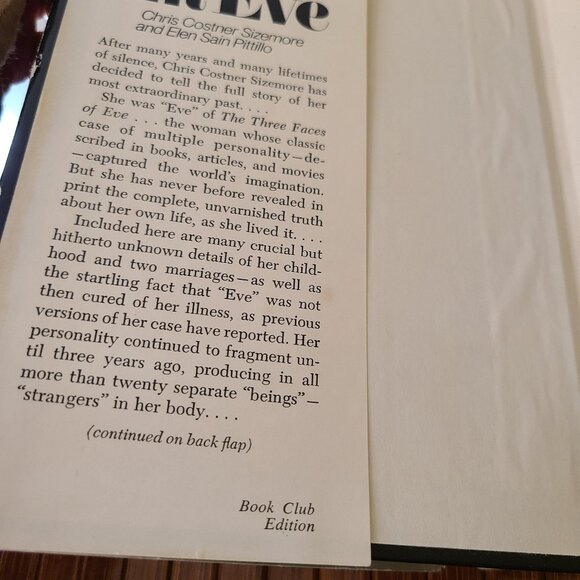 Eve
Chris Costner Sizemore
and Elen Sain Pittillo
After many years and many lifetimes
of silence, Chris Costner Sizemore has
decided to tell the full story of her
most extraordinary past. . . .
She was “Eve” of The Three Faces
of Eve . . . the woman whose classic
case of multiple personality—de-
scribed in books, articles, and movies
—captured the world’s imagination.
But she has never before revealed in
print the complete, unvarnished truth
about her own life, as she lived it. . . .
Included here are many crucial but
hitherto unknown details of her child-
hood and two marriages—as well as
the startling fact that “Eve” was not
then cured of her illness, as previous
versions of her case have reported. Her
personality continued to fragment un-
til three years ago, producing in all
more than twenty separate “beings”—
“strangers” in her body. . . .
(continued on back flap)
Book Club
Edition